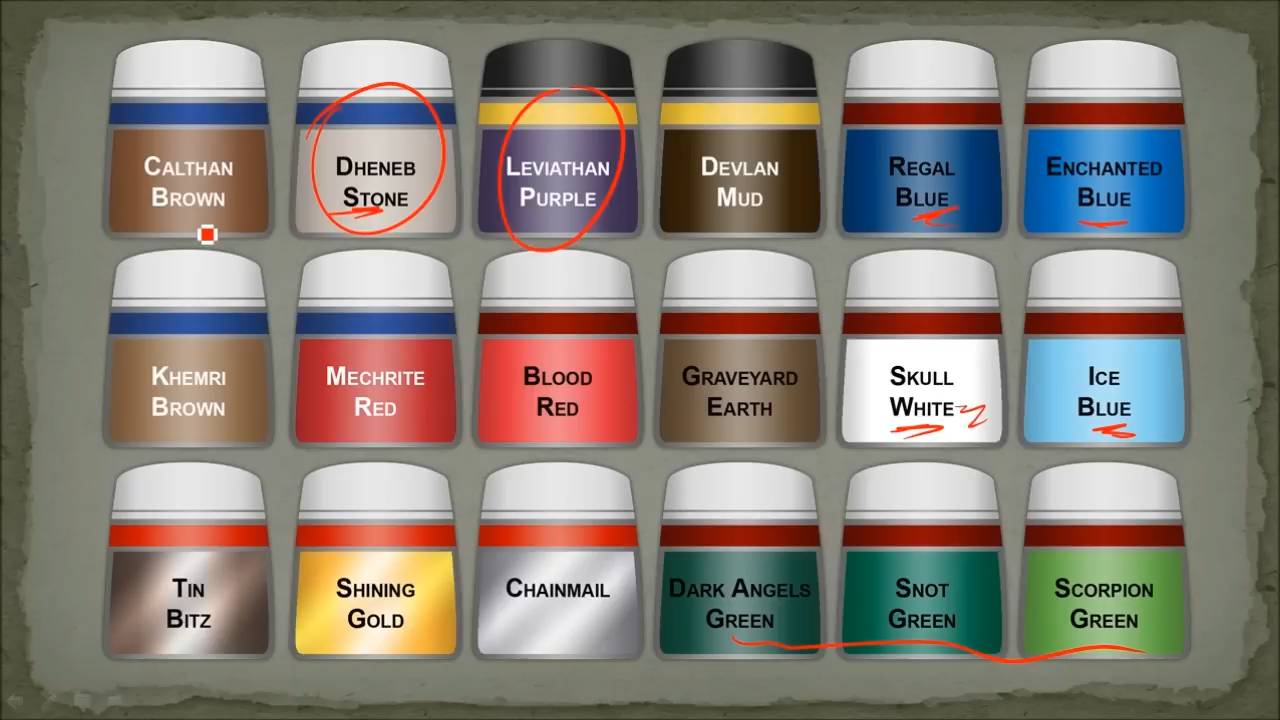 CALTHAN
BROWN
DHENEB
STONE
LEVIATHAN
PURPLE
DEVLAN
MUD
REGAL
BLUE
ENCHANTED
BLUE
KHEMRI
BROWN
MECHRITE
RED
BLOOD
RED
GRAVEYARD
EARTH
SKULL
WHITE
ICE
BLUE
TIN
BITZ
SHINING
GOLD
CHAINMAIL
DARK ANGELS
GREEN
SNOT
GREEN
SCORPION
GREEN